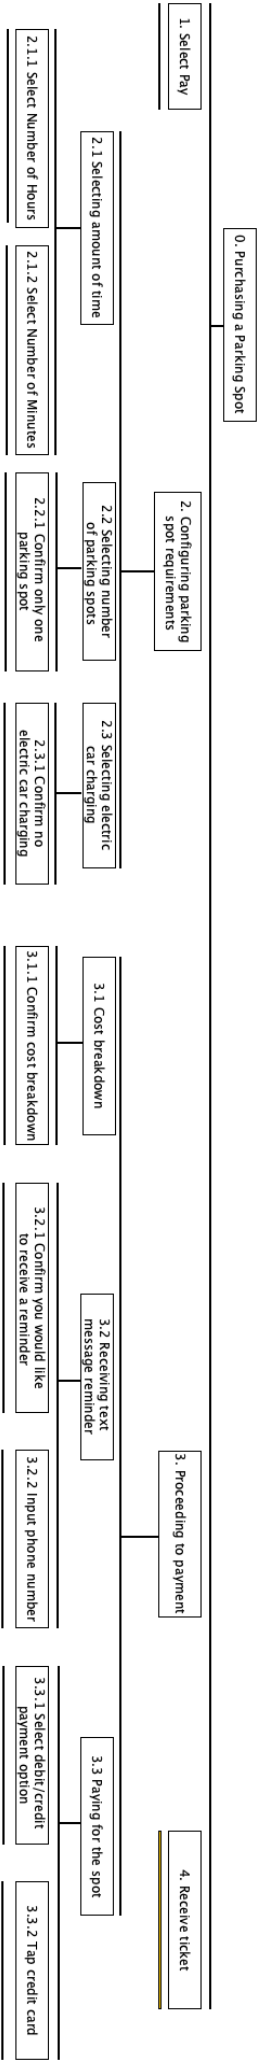 0. Purchasing a Parking Spot
1. Select Pay
2. Configuring parking
spot requirements
3. Proceeding to payment
4. Receive ticket
2.1 Selecting amount of time
2.2 Selecting number
of parking spots
2.3 Selecting electric
car charging
3.1 Cost breakdown
3.2 Receiving text
message reminder
3.3 Paying for the spot
2.1.1 Select Number of Hours
2.1.2 Select Number of Minutes
2.2.1 Confirm only one
parking spot
2.3.1 Confirm no
electric car charging
3.1.1 Confirm cost breakdown
3.2.1 Confirm you would like
to receive a reminder
3.2.2 Input phone number
3.3.1 Select debit/credit
payment option
3.3.2 Tap credit card